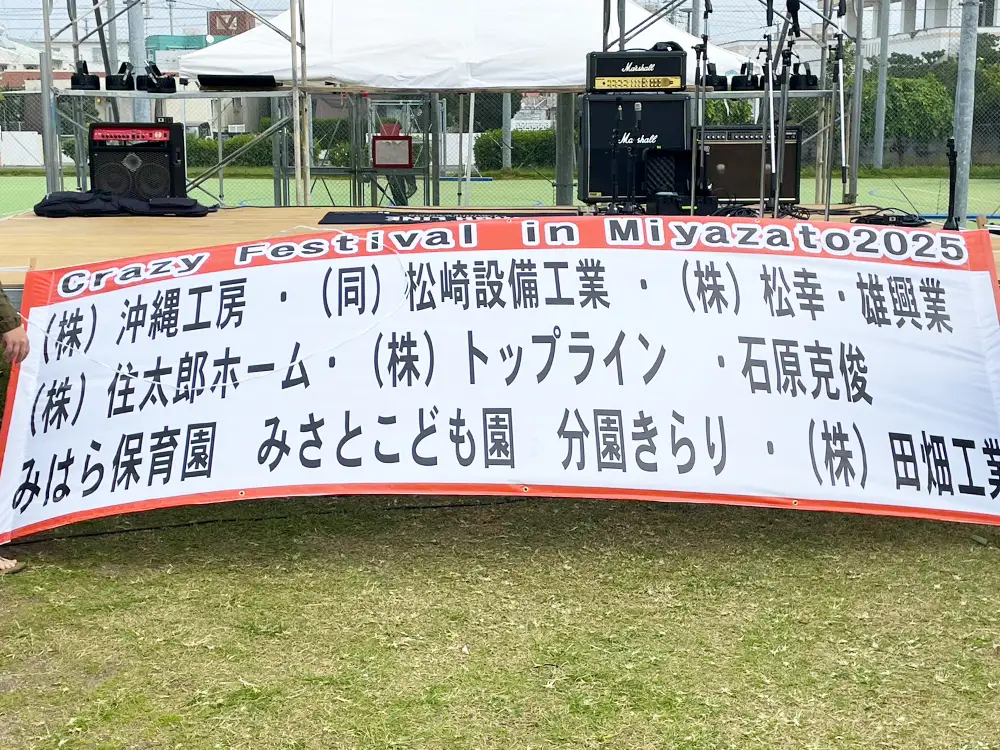 Marshall
Marshall
Crazy Festival in Miyazato2025
(株) 沖縄工房 ・ (同) 松崎設備工業 ・ (株) 松幸・雄興業
(株) 住太郎ホーム・ (株) トップライン ・石原克俊
みはら保育園 みさとこども園 分園きらり ・ (株) 田畑工業